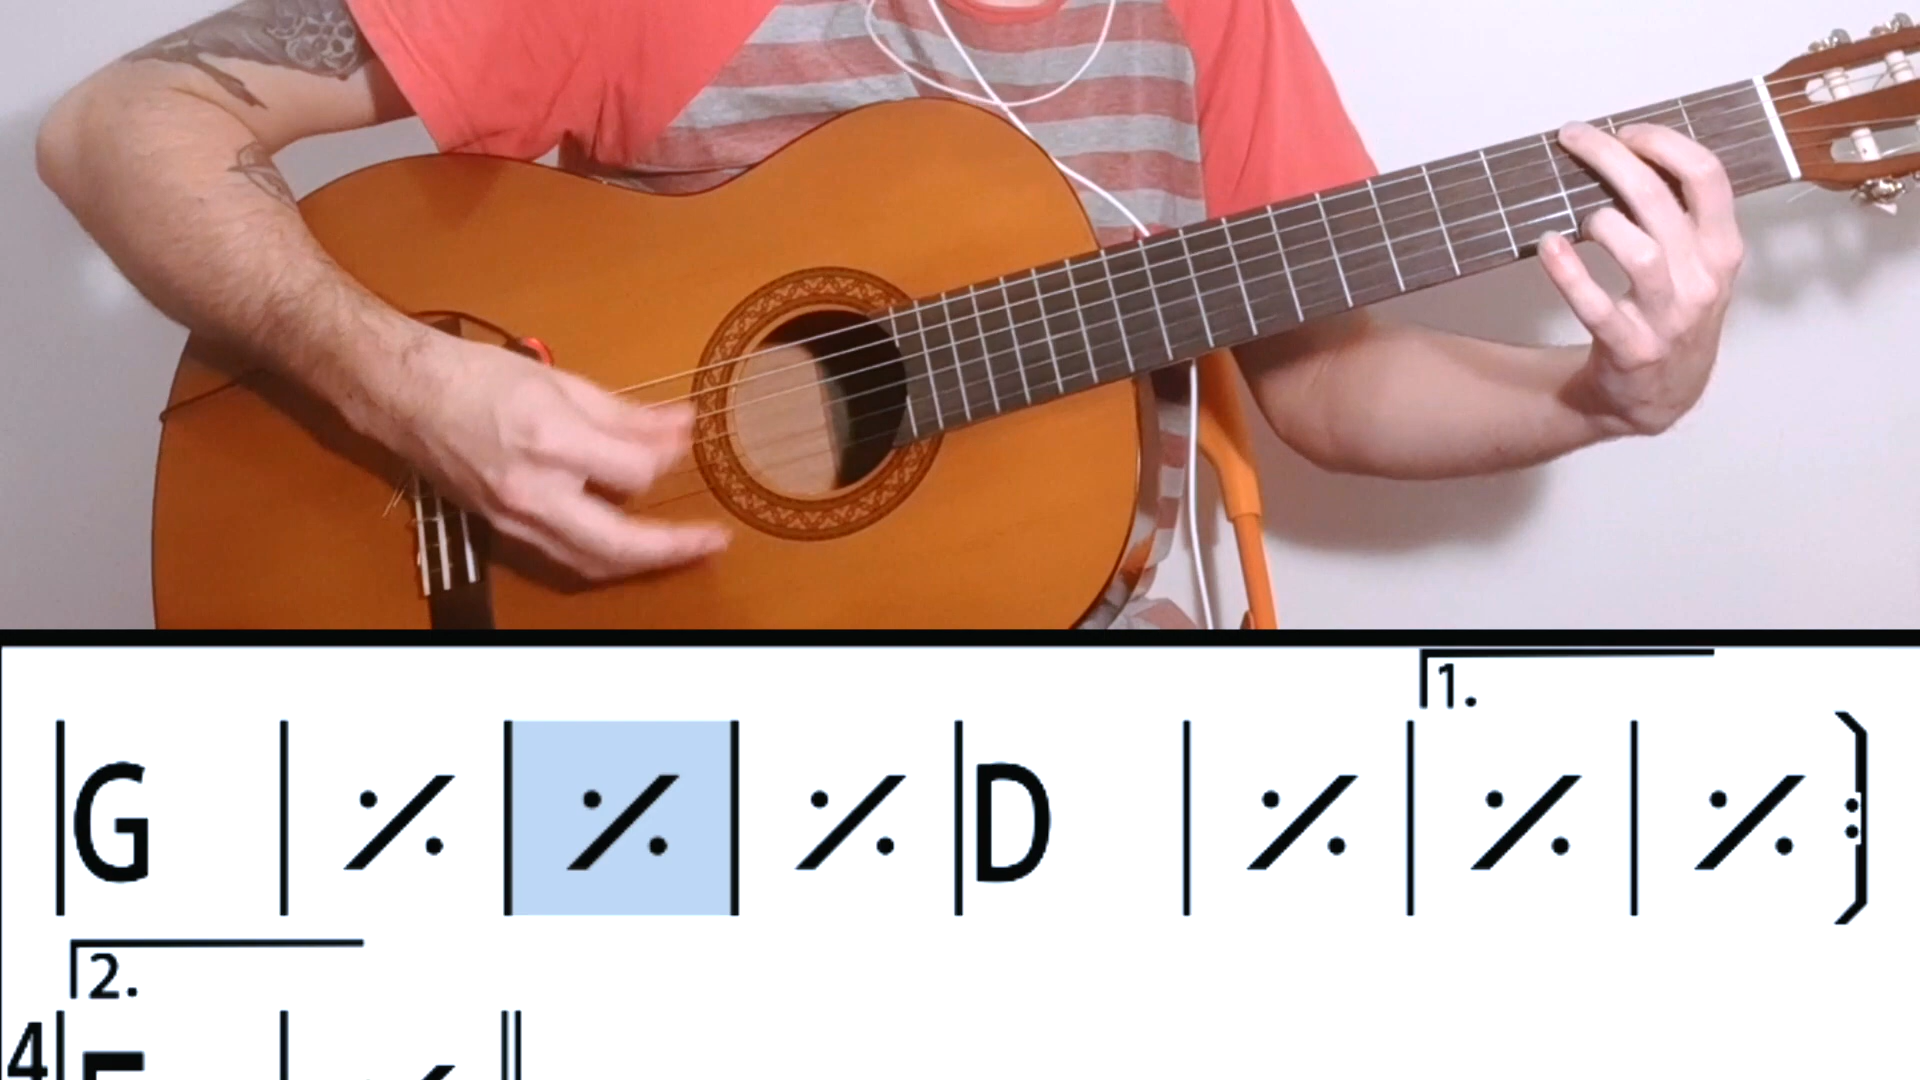 1.
G 𝄎 𝄎 𝄎 D 𝄎 𝄎 𝄎
2.
4